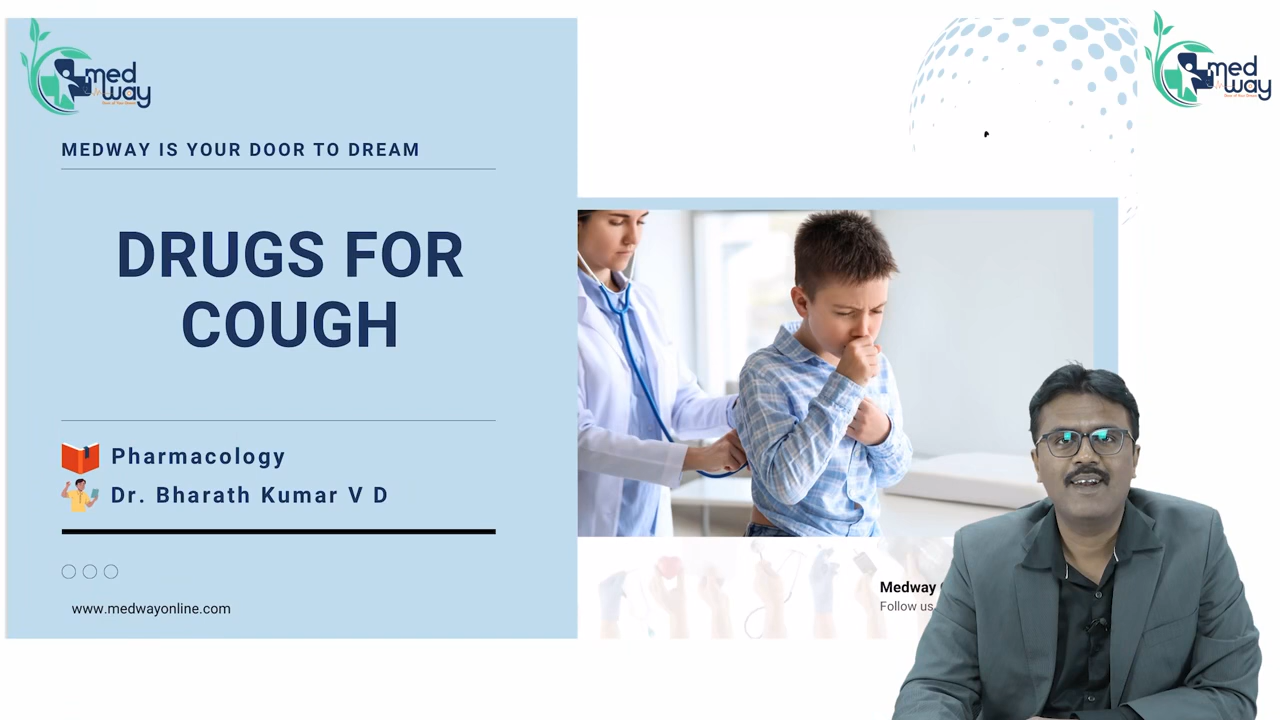 med
way
MEDWAY IS YOUR DOOR TO DREAM
DRUGS FOR
COUGH
Pharmacology
Dr. Bharath Kumar V D
www.medwayonline.com
med
way
Medway
Follow us